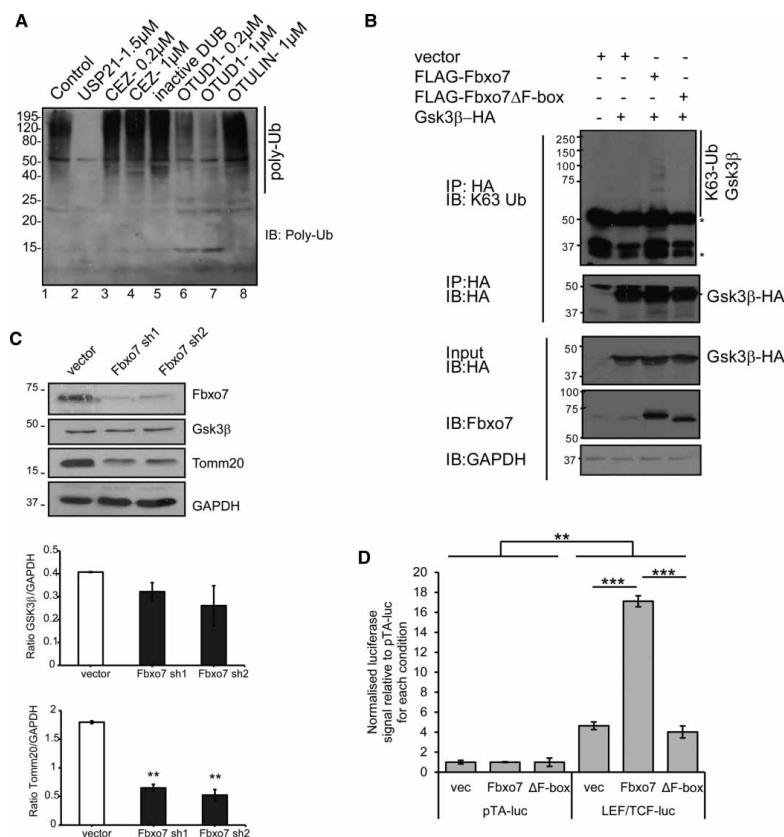 A
Control
USP21-1.5µM
CEZ- 0.2µM
CEZ- 1µM
inactive DUB
OTUD1- 0.2µM
OTUD1- 1µM
OTULIN- 1µM
195-
120-
80-
50-
40-
25-
20-
15-
poly-Ub
IB: Poly-Ub
1 2 3 4 5 6 7 8
B
vector + + - -
FLAG-Fbxo7 - - + -
FLAG-Fbxo7ΔF-box - - - +
Gsk3β-HA - + + +
IP: HA
IB: K63 Ub
250
150
100
75
50
37
K63-Ub
Gsk3β
*
*
IP:HA
IB:HA
50
37
Gsk3β-HA
Input
IB:HA
50
37
Gsk3β-HA
IB:Fbxo7
100
75
50
IB:GAPDH
37
C
vector
Fbxo7 sh1
Fbxo7 sh2
75 -
Fbxo7
50 -
Gsk3β
15 -
Tomm20
37 -
GAPDH
Ratio GSK3β/GAPDH
0.5
0.4
0.3
0.2
0.1
0
vector Fbxo7 sh1 Fbxo7 sh2
Ratio Tomm20/GAPDH
2
1.5
1
0.5
0
** **
vector Fbxo7 sh1 Fbxo7 sh2
D
**
*** ***
Normalised luciferase
signal relative to pTA-luc
for each condition
20
18
16
14
12
10
8
6
4
2
0
vec Fbxo7 ΔF-box vec Fbxo7 ΔF-box
pTA-luc LEF/TCF-luc